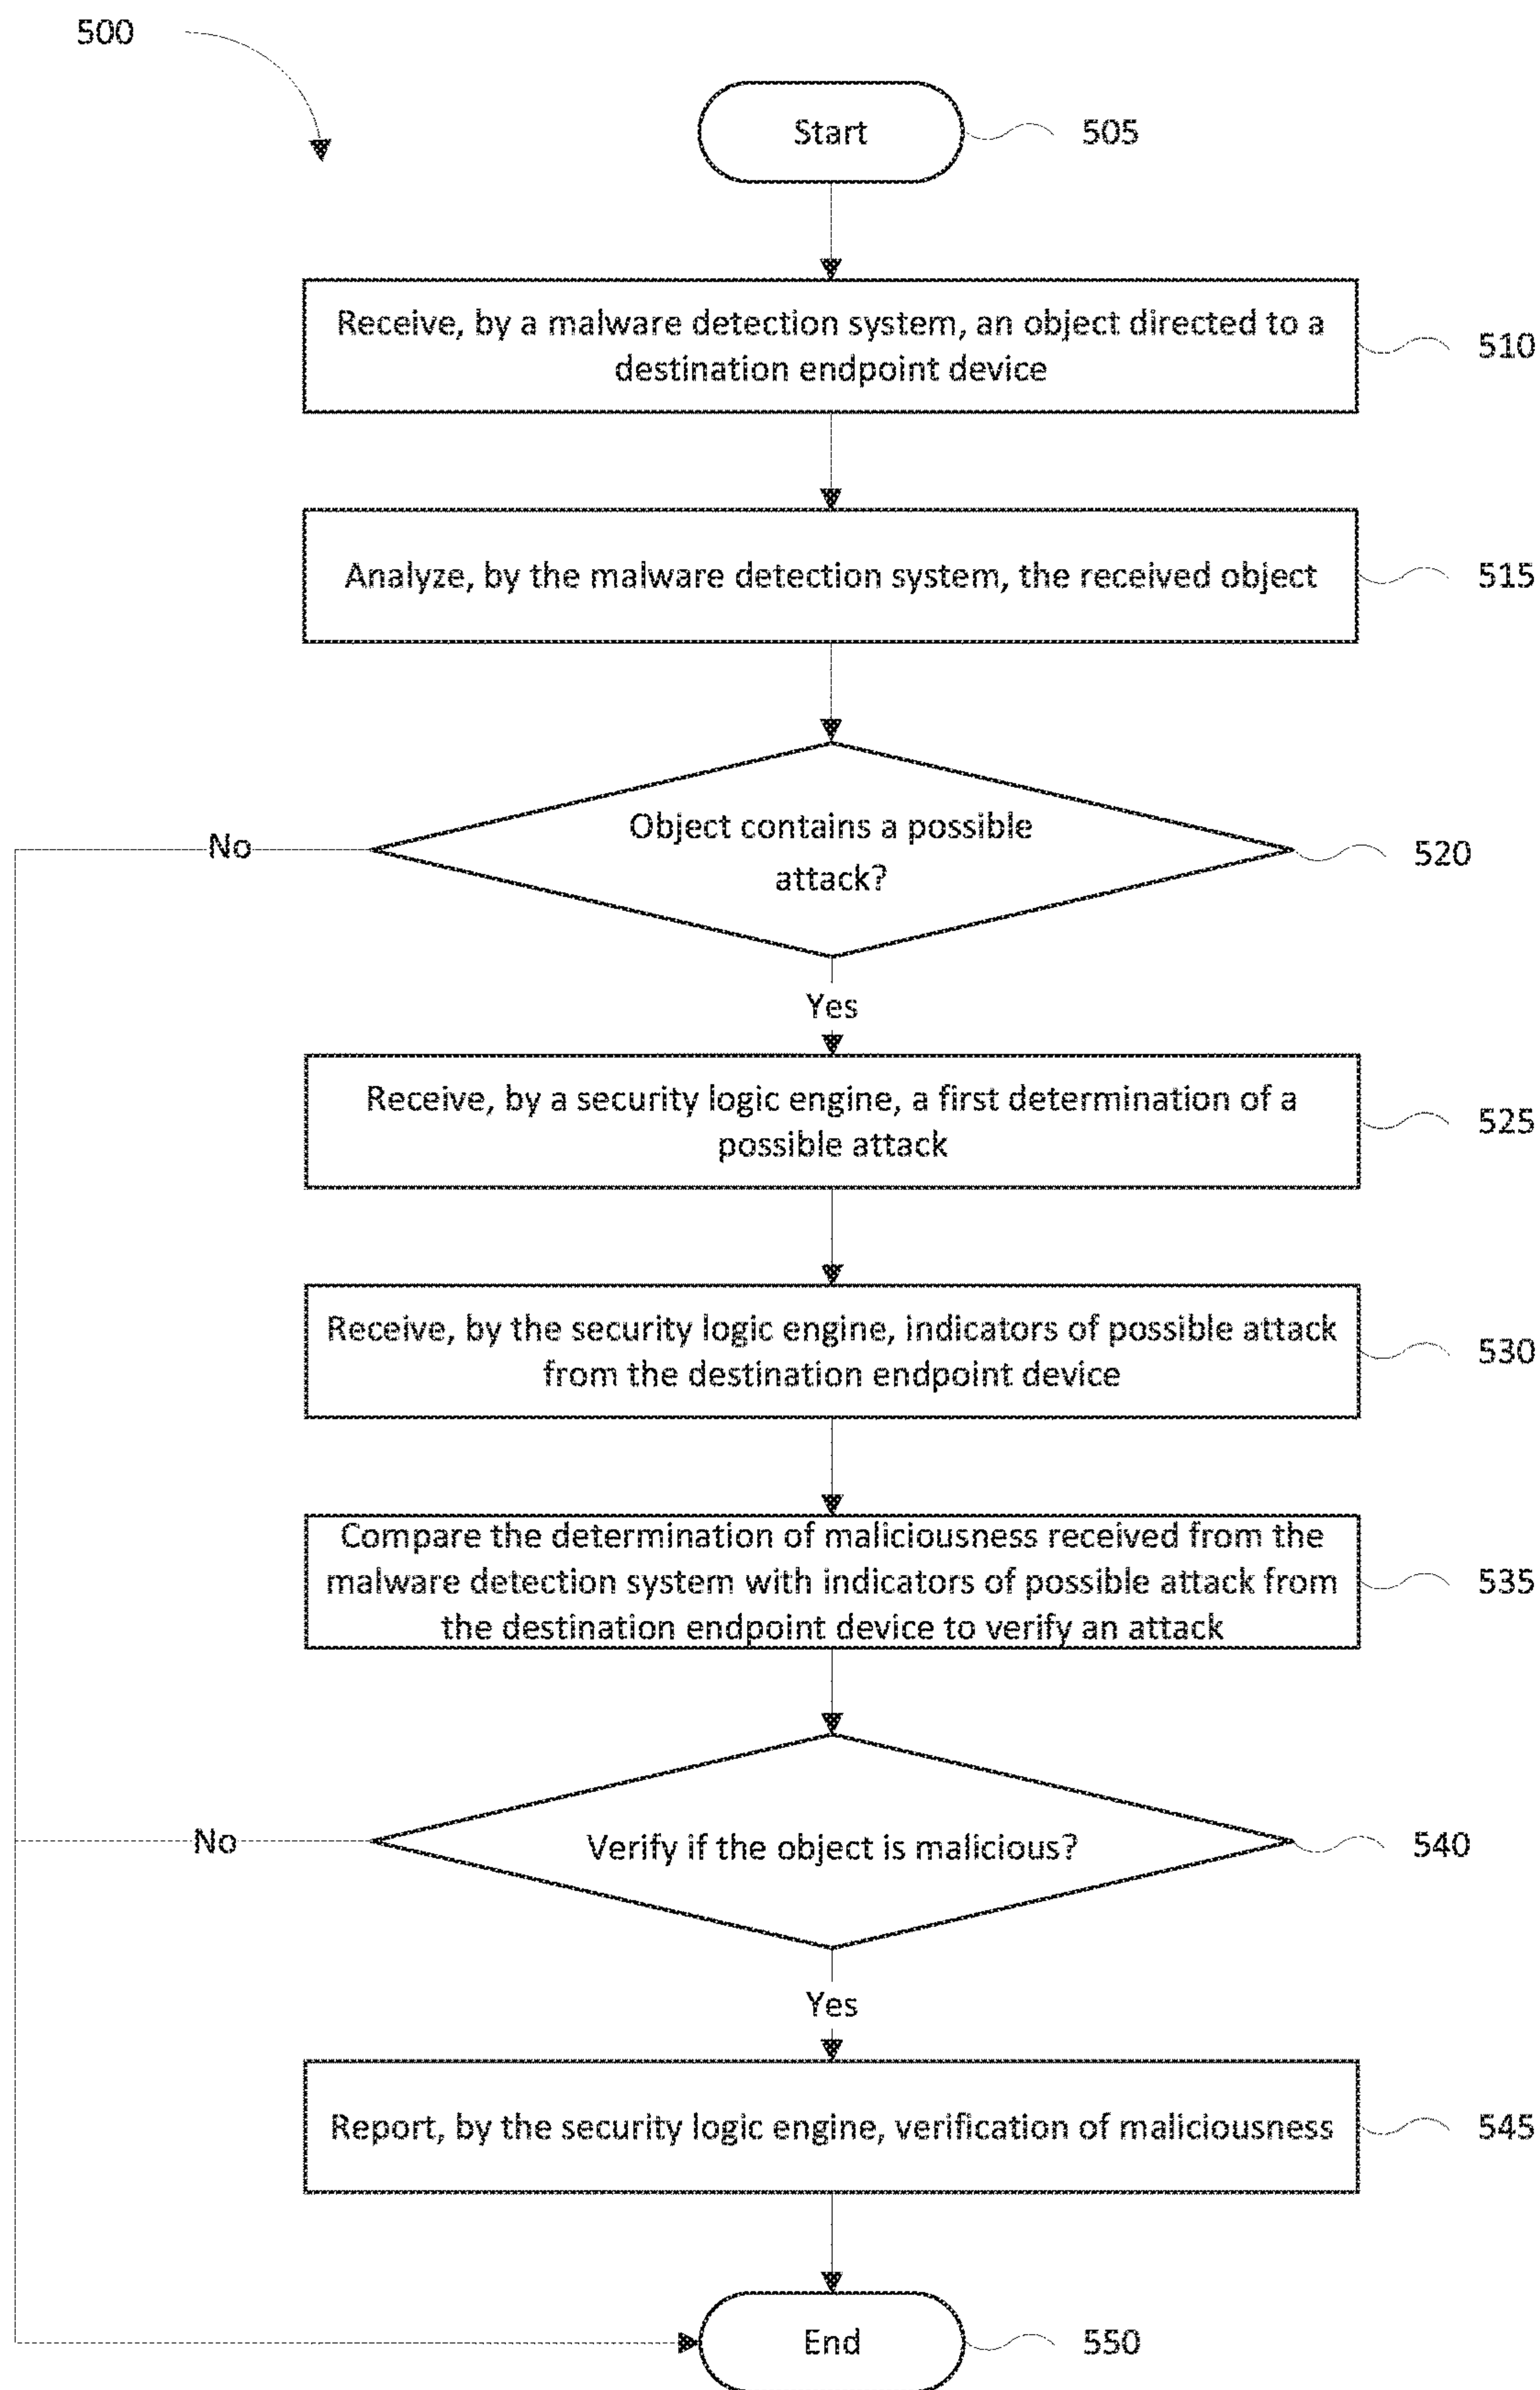 500
Start
505
Receive, by a malware detection system, an object directed to a
destination endpoint device
510
Analyze, by the malware detection system, the received object
515
Object contains a possible
attack?
520
No
Yes
Receive, by a security logic engine, a first determination of a
possible attack
525
Receive, by the security logic engine, indicators of possible attack
from the destination endpoint device
530
Compare the determination of maliciousness received from the
malware detection system with indicators of possible attack from
the destination endpoint device to verify an attack
535
Verify if the object is malicious?
540
No
Yes
Report, by the security logic engine, verification of maliciousness
545
End
550